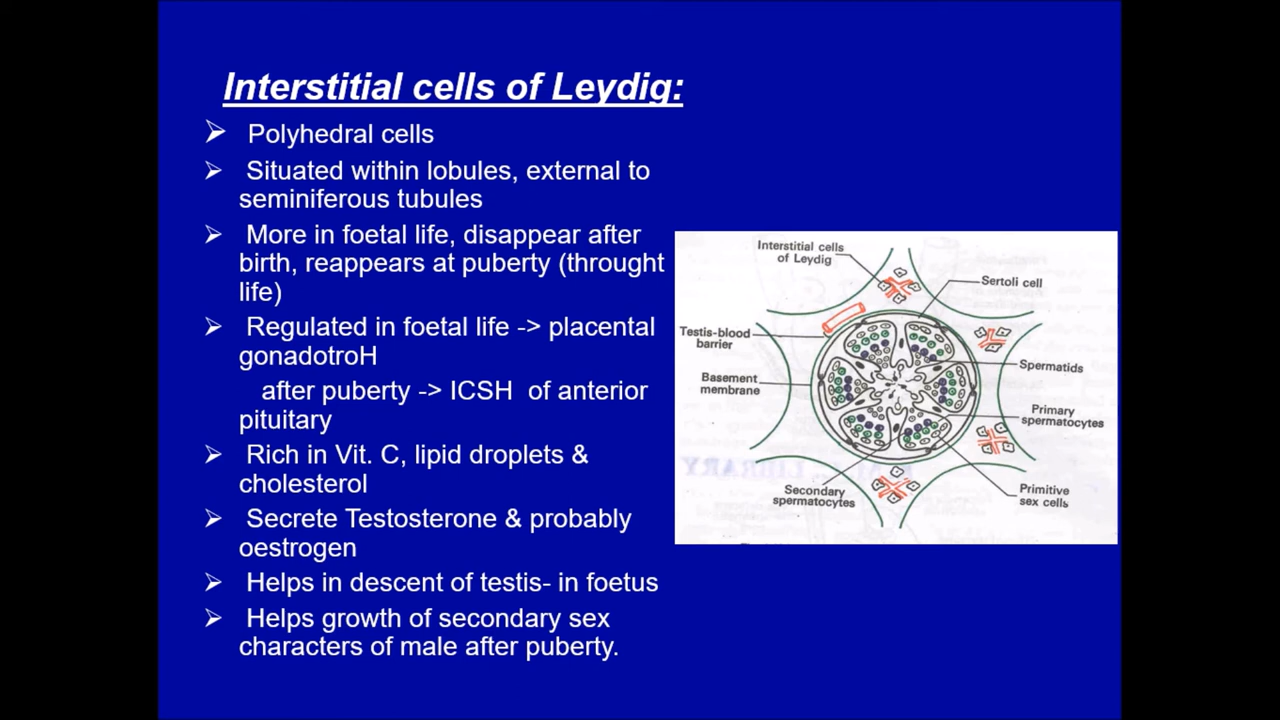 Interstitial cells of Leydig:
➢ Polyhedral cells
➢ Situated within lobules, external to
seminiferous tubules
➢ More in foetal life, disappear after
birth, reappears at puberty (throught
life)
➢ Regulated in foetal life -> placental
gonadotroH
after puberty -> ICSH of anterior
pituitary
➢ Rich in Vit. C, lipid droplets &
cholesterol
➢ Secrete Testosterone & probably
oestrogen
➢ Helps in descent of testis- in foetus
➢ Helps growth of secondary sex
characters of male after puberty.
Interstitial cells
of Leydig
Sertoli cell
Testis-blood
barrier
Spermatids
Basement
membrane
Primary
spermatocytes
Secondary
spermatocytes
Primitive
sex cells
LIBRARY